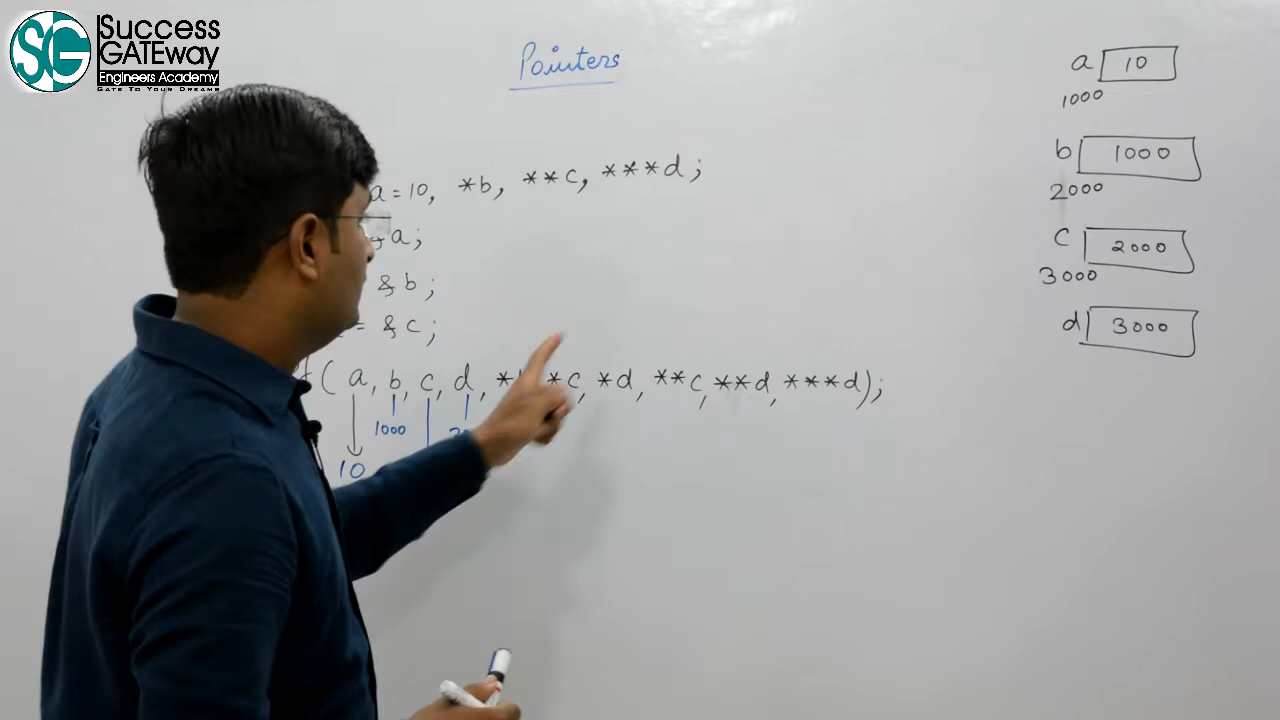 SG Success
GATEway
Engineers Academy
GATE TO YOUR DREAMS
Pointers
a = 10, *b, **c, ***d;
a;
& b;
= & c;
f( a, b, c, d, * *c, *d, **c, **d, ***d);
1000
10
a 10
1000
b 1000
2000
c 2000
3000
d 3000